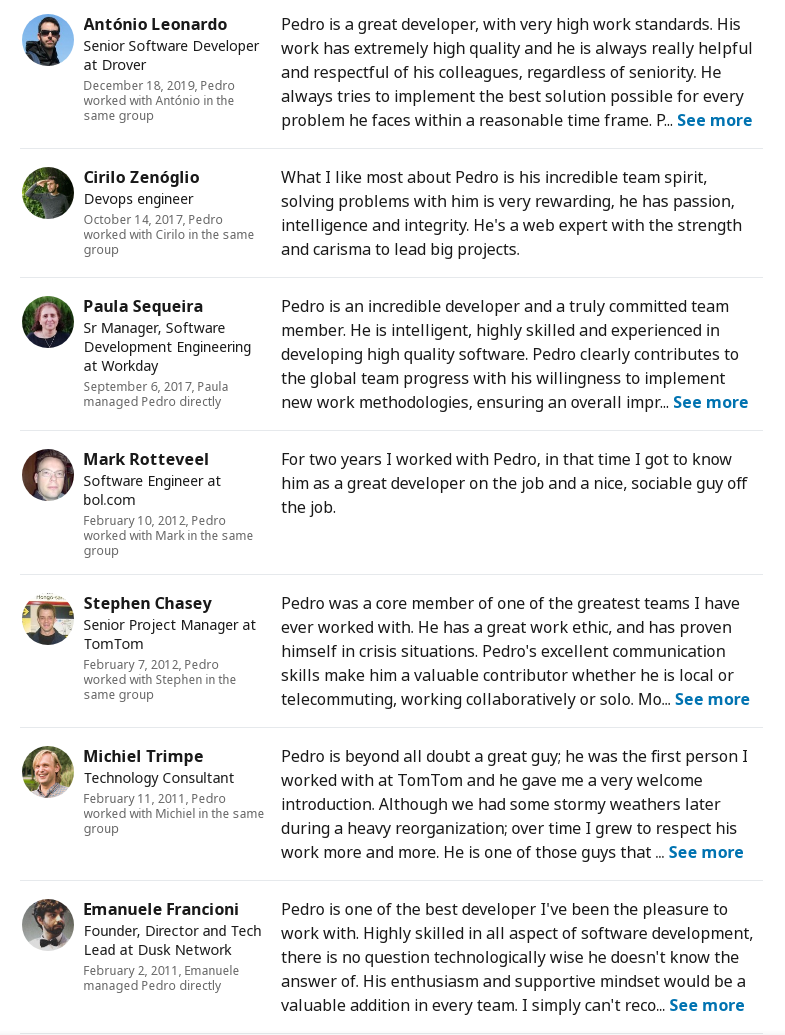 António Leonardo
Senior Software Developer
at Drover
December 18, 2019, Pedro
worked with António in the
same group
Pedro is a great developer, with very high work standards. His
work has extremely high quality and he is always really helpful
and respectful of his colleagues, regardless of seniority. He
always tries to implement the best solution possible for every
problem he faces within a reasonable time frame. P... See more
Cirilo Zenóglio
Devops engineer
October 14, 2017, Pedro
worked with Cirilo in the same
group
What I like most about Pedro is his incredible team spirit,
solving problems with him is very rewarding, he has passion,
intelligence and integrity. He's a web expert with the strength
and carisma to lead big projects.
Paula Sequeira
Sr Manager, Software
Development Engineering
at Workday
September 6, 2017, Paula
managed Pedro directly
Pedro is an incredible developer and a truly committed team
member. He is intelligent, highly skilled and experienced in
developing high quality software. Pedro clearly contributes to
the global team progress with his willingness to implement
new work methodologies, ensuring an overall impr... See more
Mark Rotteveel
Software Engineer at
bol.com
February 10, 2012, Pedro
worked with Mark in the same
group
For two years I worked with Pedro, in that time I got to know
him as a great developer on the job and a nice, sociable guy off
the job.
Stephen Chasey
Senior Project Manager at
TomTom
February 7, 2012, Pedro
worked with Stephen in the
same group
Pedro was a core member of one of the greatest teams I have
ever worked with. He has a great work ethic, and has proven
himself in crisis situations. Pedro's excellent communication
skills make him a valuable contributor whether he is local or
telecommuting, working collaboratively or solo. Mo... See more
Michiel Trimpe
Technology Consultant
February 11, 2011, Pedro
worked with Michiel in the same
group
Pedro is beyond all doubt a great guy; he was the first person I
worked with at TomTom and he gave me a very welcome
introduction. Although we had some stormy weathers later
during a heavy reorganization; over time I grew to respect his
work more and more. He is one of those guys that ... See more
Emanuele Francioni
Founder, Director and Tech
Lead at Dusk Network
February 2, 2011, Emanuele
managed Pedro directly
Pedro is one of the best developer I've been the pleasure to
work with. Highly skilled in all aspect of software development,
there is no question technologically wise he doesn't know the
answer of. His enthusiasm and supportive mindset would be a
valuable addition in every team. I simply can't reco... See more